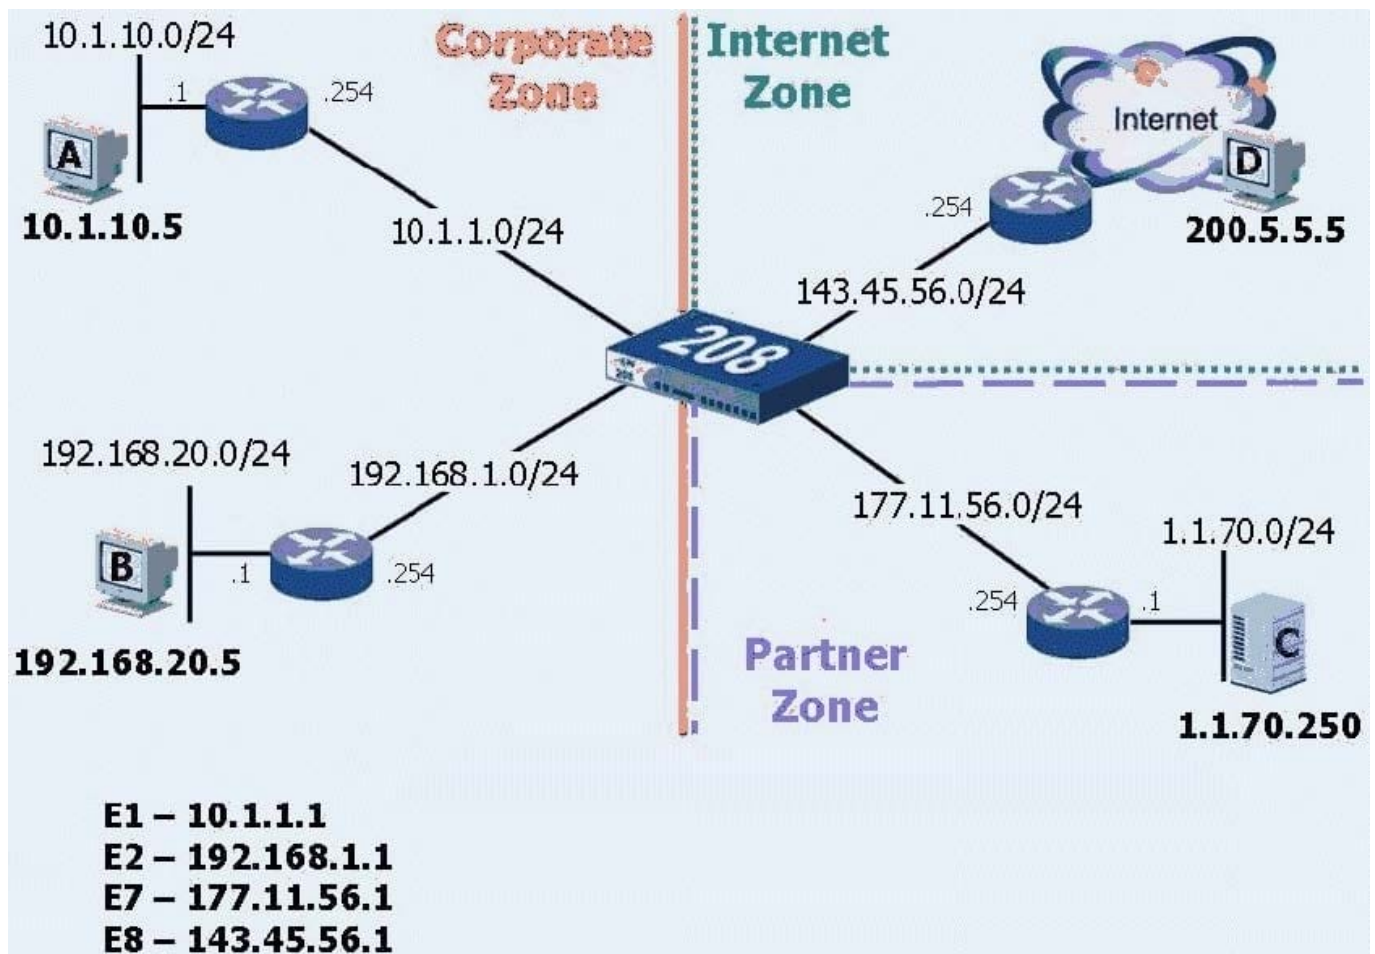 10.1.10.0/24
Corporate
Zone
Internet
Zone
.1
.254
Internet
A
D
10.1.10.5
.254
200.5.5.5
10.1.1.0/24
143.45.56.0/24
208
192.168.20.0/24
192.168.1.0/24
177.11.56.0/24
1.1.70.0/24
B
.1
.254
.254
.1
C
192.168.20.5
Partner
Zone
1.1.70.250
E1 – 10.1.1.1
E2 – 192.168.1.1
E7 – 177.11.56.1
E8 – 143.45.56.1